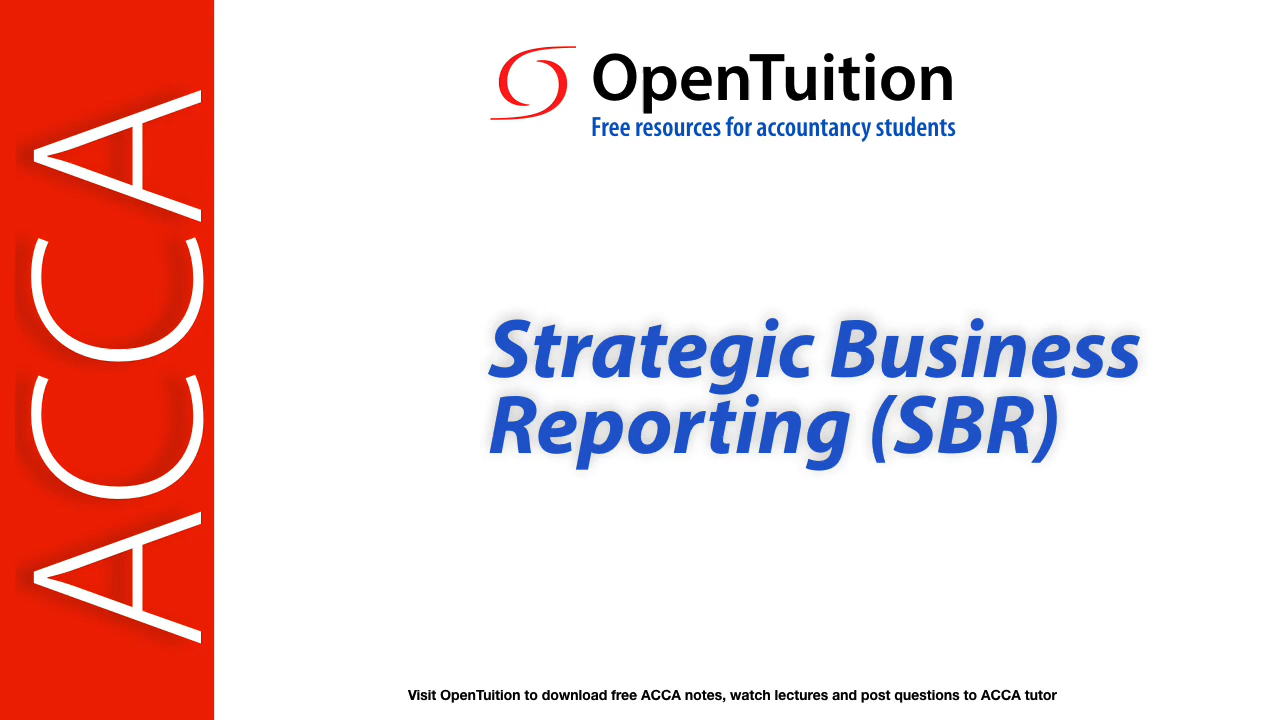 ACCA
OpenTuition
Free resources for accountancy students
Strategic Business
Reporting (SBR)
Visit OpenTuition to download free ACCA notes, watch lectures and post questions to ACCA tutor